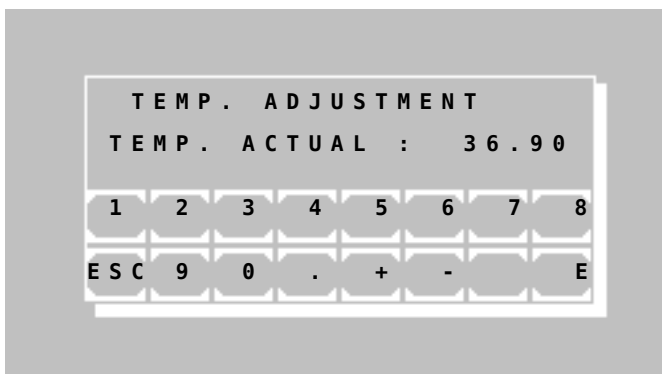 TEMP. ADJUSTMENT
TEMP. ACTUAL : 36.90
1 2 3 4 5 6 7 8
ESC 9 0 . + - E